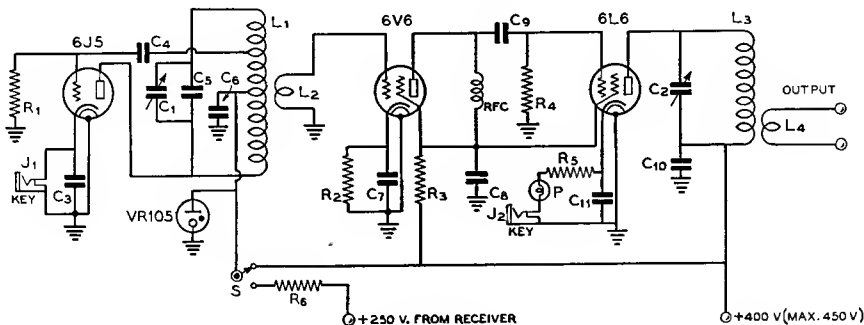 6J5
C4
L1
6V6
C9
6L6
L3
R1
C1
C5
C6
L2
RFC
R4
C2
OUTPUT
L4
J1
KEY
C3
VR105
R2
C7
R3
C8
R5
P
J2
KEY
C11
C10
S
R6
+250 V. FROM RECEIVER
+400 V (MAX. 450 V)